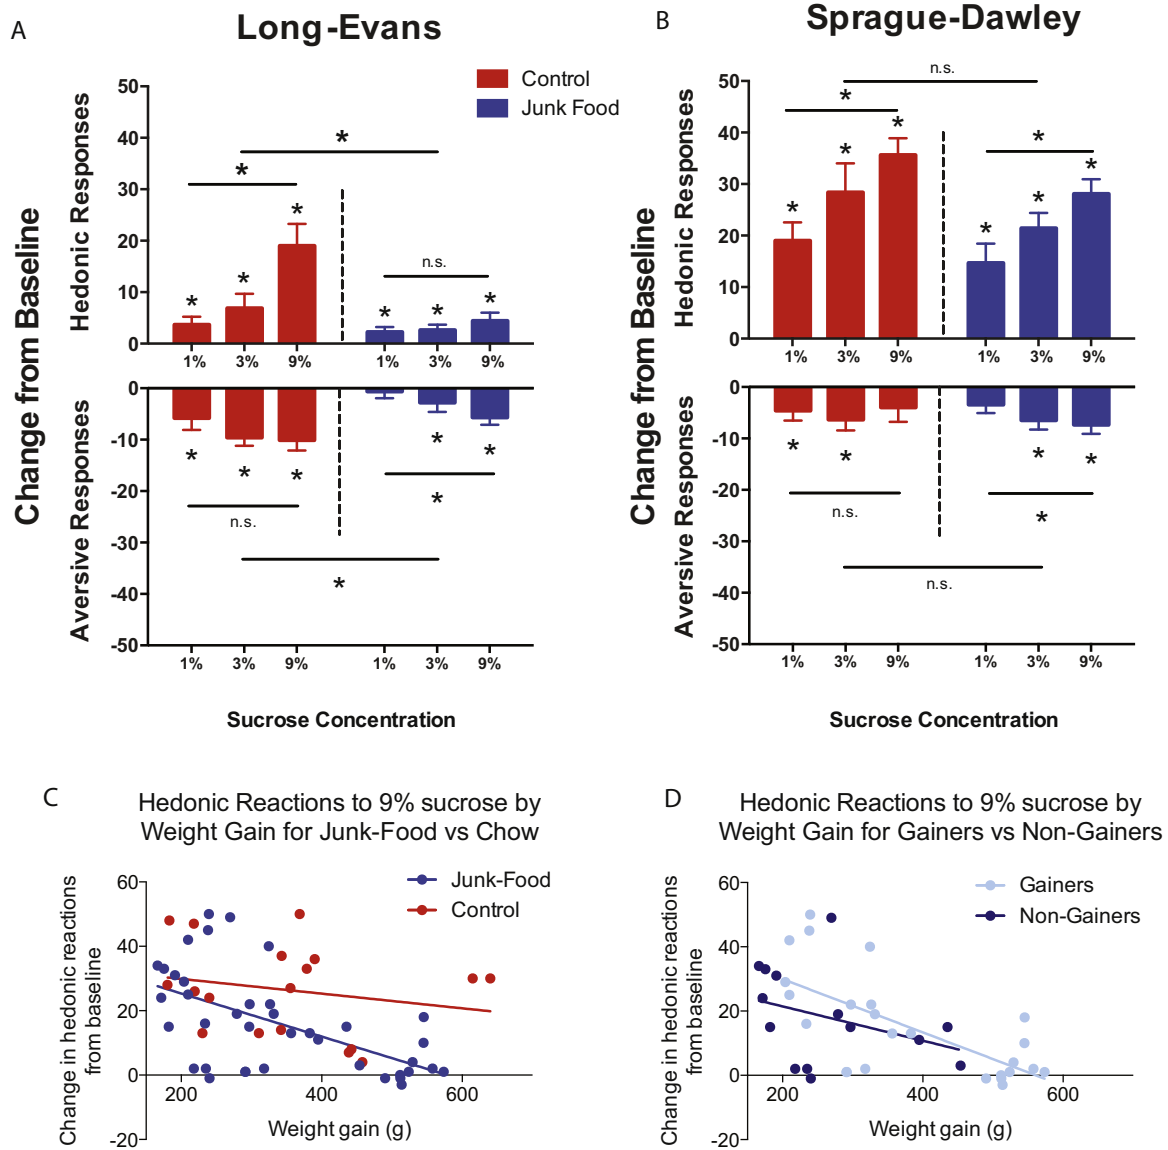 A
Long-Evans
Control
Junk Food
Change from Baseline
Hedonic Responses
50
40
30
20
10
0
*
*
*
*
*
n.s.
*
*
*
1%
3%
9%
1%
3%
9%
Aversive Responses
0
-10
-20
-30
-40
-50
*
*
*
n.s.
*
*
*
*
1%
3%
9%
1%
3%
9%
Sucrose Concentration
B
Sprague-Dawley
Change from Baseline
Hedonic Responses
50
40
30
20
10
0
n.s.
*
*
*
*
*
*
*
*
1%
3%
9%
1%
3%
9%
Aversive Responses
0
-10
-20
-30
-40
-50
*
*
n.s.
*
*
*
n.s.
1%
3%
9%
1%
3%
9%
Sucrose Concentration
C
Hedonic Reactions to 9% sucrose by
Weight Gain for Junk-Food vs Chow
Junk-Food
Control
Change in hedonic reactions
from baseline
60
40
20
0
-20
200
400
600
Weight gain (g)
D
Hedonic Reactions to 9% sucrose by
Weight Gain for Gainers vs Non-Gainers
Gainers
Non-Gainers
Change in hedonic reactions
from baseline
60
40
20
0
-20
200
400
600
Weight gain (g)